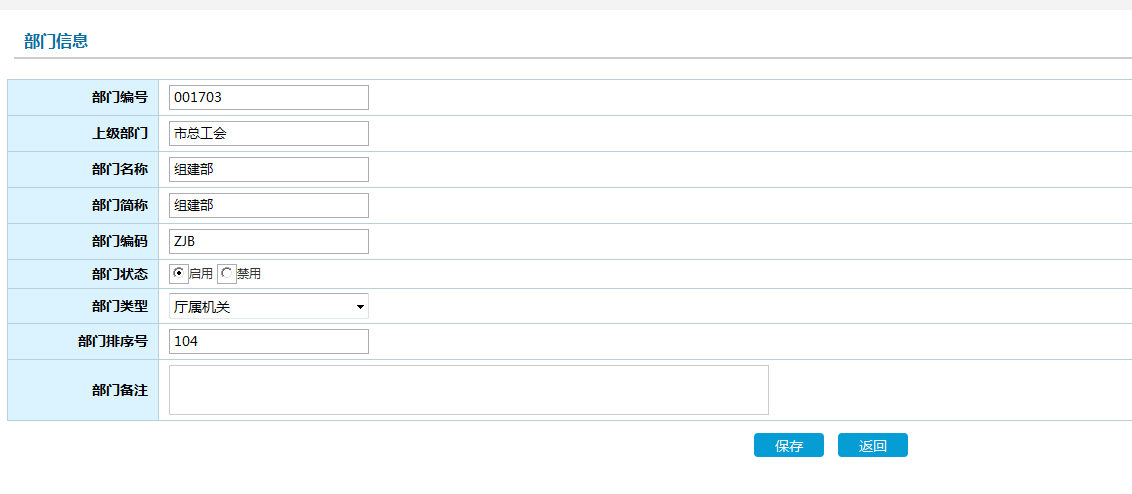 部门信息
部门编号 001703
上级部门 市总工会
部门名称 组建部
部门简称 组建部
部门编码 ZJB
部门状态 启用 禁用
部门类型 厅属机关
部门排序号 104
部门备注
保存 返回